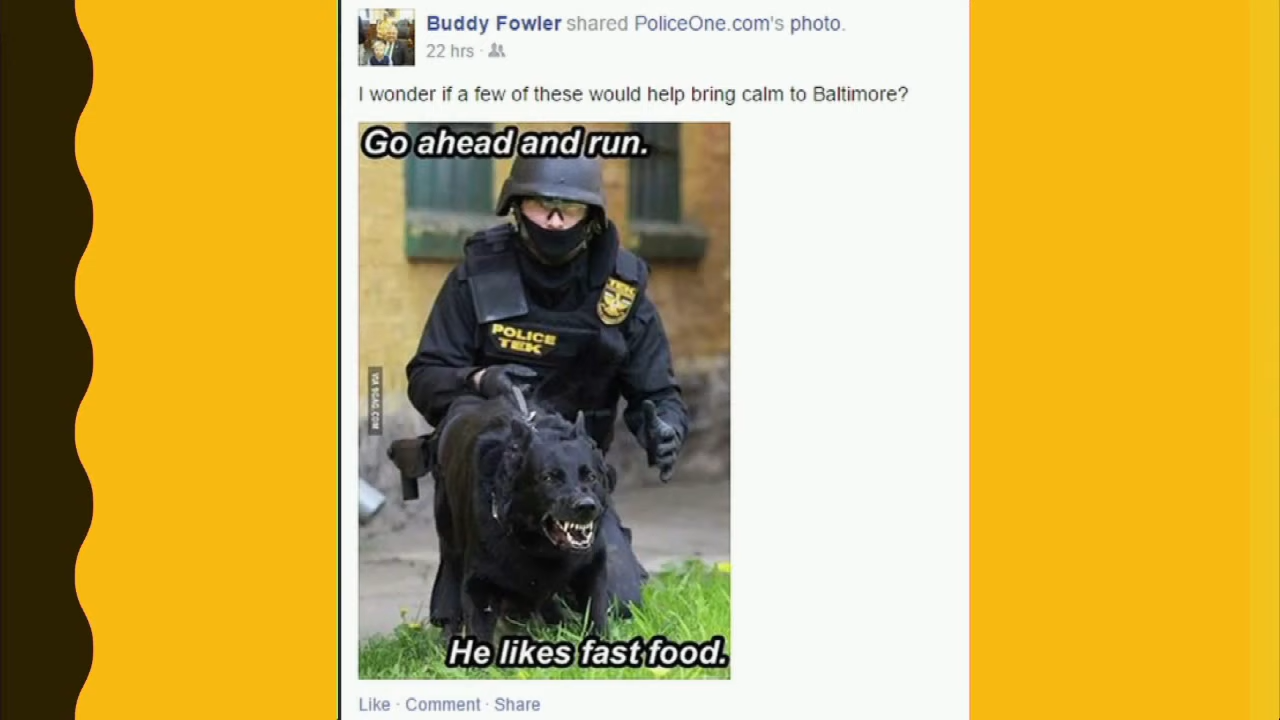 Buddy Fowler shared PoliceOne.com's photo.
22 hrs ·
I wonder if a few of these would help bring calm to Baltimore?
Go ahead and run.
TEK
POLICE
TEK
VIA 9GAG.COM
He likes fast food.
Like · Comment · Share